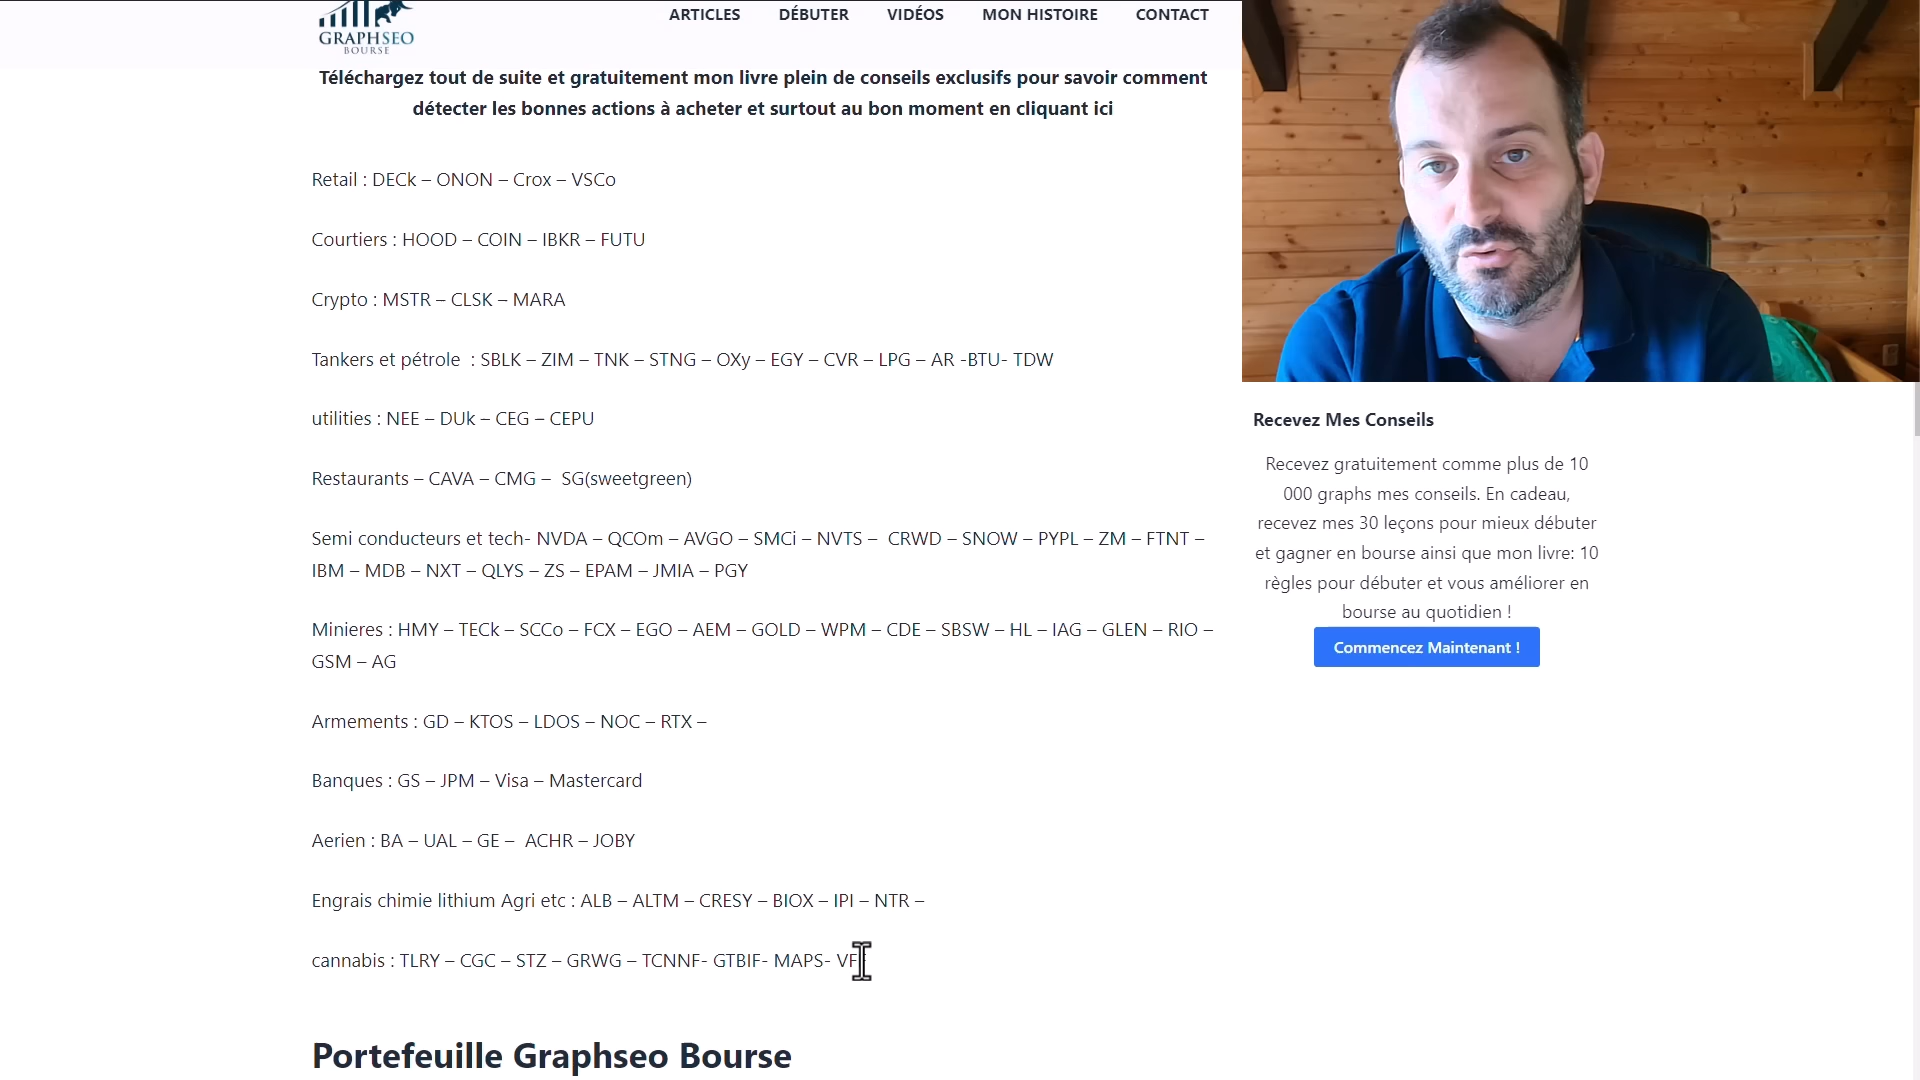 GRAPHSEO
BOURSE
ARTICLES
DÉBUTER
VIDÉOS
MON HISTOIRE
CONTACT
Téléchargez tout de suite et gratuitement mon livre plein de conseils exclusifs pour savoir comment
détecter les bonnes actions à acheter et surtout au bon moment en cliquant ici
Retail : DECk – ONON – Crox – VSCo
Courtiers : HOOD – COIN – IBKR – FUTU
Crypto : MSTR – CLSK – MARA
Tankers et pétrole  : SBLK – ZIM – TNK – STNG – OXy – EGY – CVR – LPG – AR -BTU- TDW
utilities : NEE – DUk – CEG – CEPU
Restaurants – CAVA – CMG –  SG(sweetgreen)
Semi conducteurs et tech- NVDA – QCOm – AVGO – SMCi – NVTS –  CRWD – SNOW – PYPL – ZM – FTNT –
IBM – MDB – NXT – QLYS – ZS – EPAM – JMIA – PGY
Minieres : HMY – TECk – SCCo – FCX – EGO – AEM – GOLD – WPM – CDE – SBSW – HL – IAG – GLEN – RIO –
GSM – AG
Armements : GD – KTOS – LDOS – NOC – RTX –
Banques : GS – JPM – Visa – Mastercard
Aerien : BA – UAL – GE –  ACHR – JOBY
Engrais chimie lithium Agri etc : ALB – ALTM – CRESY – BIOX – IPI – NTR –
cannabis : TLRY – CGC – STZ – GRWG – TCNNF- GTBIF- MAPS-
Portefeuille Graphseo Bourse
Recevez Mes Conseils
Recevez gratuitement comme plus de 10
000 graphs mes conseils. En cadeau,
recevez mes 30 leçons pour mieux débuter
et gagner en bourse ainsi que mon livre: 10
règles pour débuter et vous améliorer en
bourse au quotidien !
Commencez Maintenant !